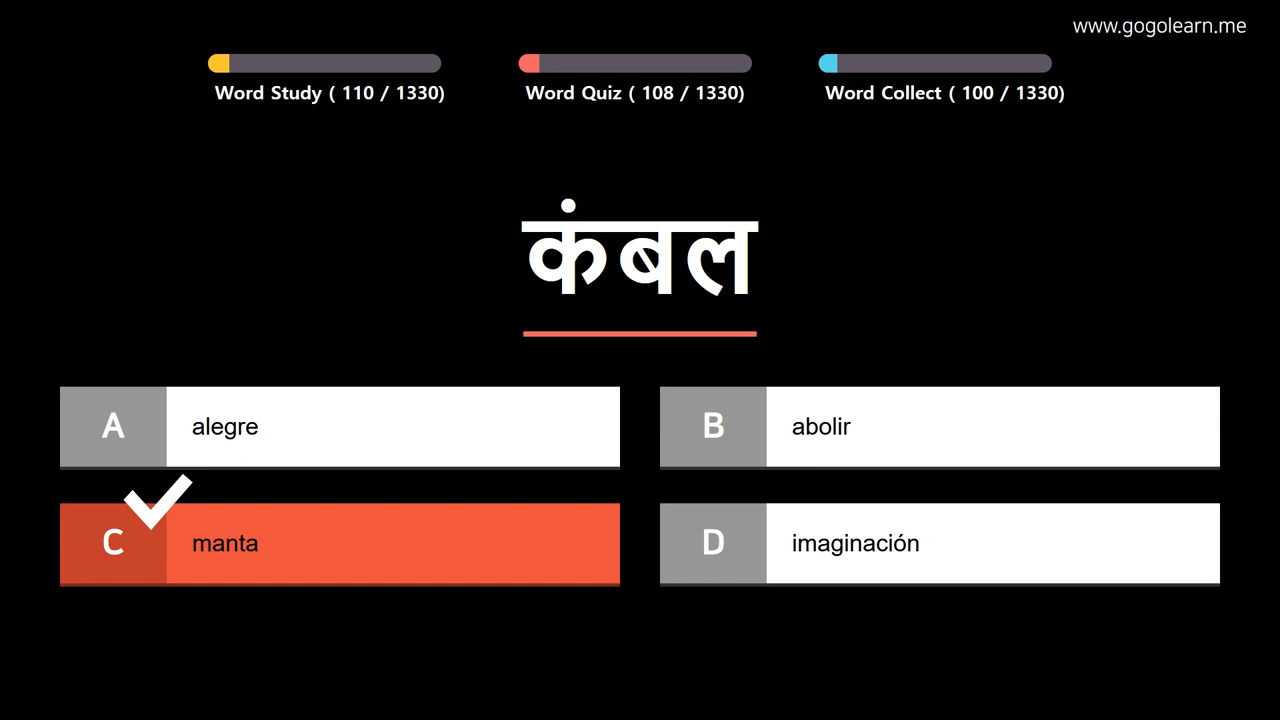 www.gogolearn.me
Word Study ( 110 / 1330)
Word Quiz ( 108 / 1330)
Word Collect ( 100 / 1330)
कंबल
A alegre
B abolir
C manta
D imaginación